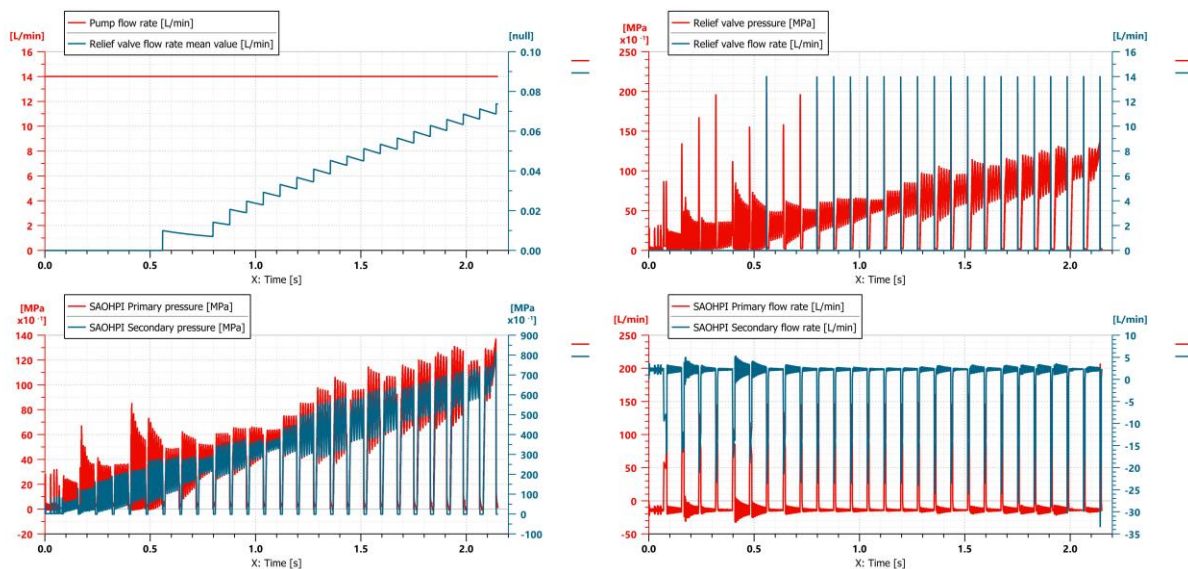 Pump flow rate [L/min]
Relief valve flow rate mean value [L/min]
[L/min]
[null]
16
14
12
10
8
6
4
2
0
0.10
0.08
0.06
0.04
0.02
0.00
0.0 0.5 1.0 1.5 2.0
X: Time [s]
Relief valve pressure [MPa]
Relief valve flow rate [L/min]
[MPa
x10⁻¹]
[L/min]
250
200
150
100
50
0
16
14
12
10
8
6
4
2
0
0.0 0.5 1.0 1.5 2.0
X: Time [s]
SAOHPI Primary pressure [MPa]
SAOHPI Secondary pressure [MPa]
[MPa
x10⁻¹]
[MPa
x10⁻¹]
140
120
100
80
60
40
20
0
-20
900
800
700
600
500
400
300
200
100
0
-100
0.0 0.5 1.0 1.5 2.0
X: Time [s]
SAOHPI Primary flow rate [L/min]
SAOHPI Secondary flow rate [L/min]
[L/min]
[L/min]
250
200
150
100
50
0
-50
10
5
0
-5
-10
-15
-20
-25
-30
-35
0.0 0.5 1.0 1.5 2.0
X: Time [s]